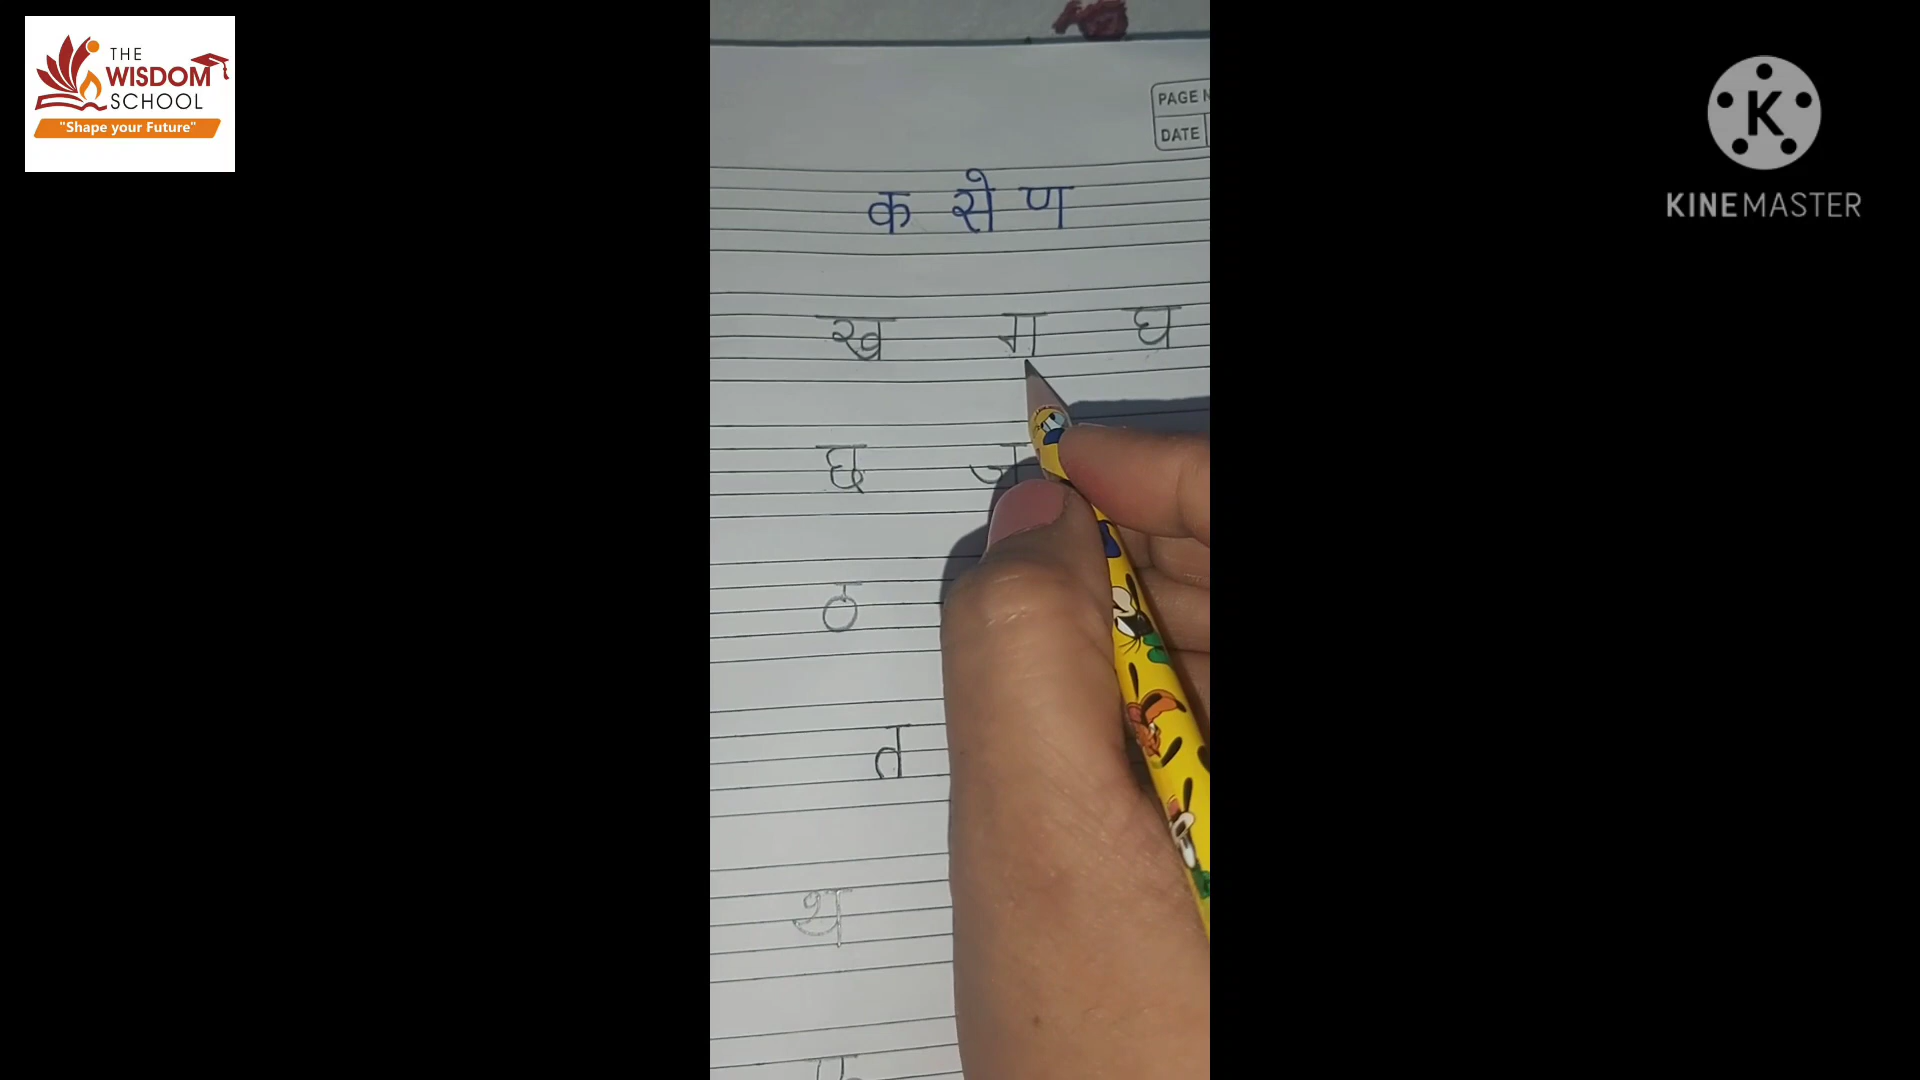 THE
WISDOM
SCHOOL
"Shape your Future"
K
KINEMASTER
PAGE N
DATE
क से ण
ख ग घ
छ ज
ठ
त
थ